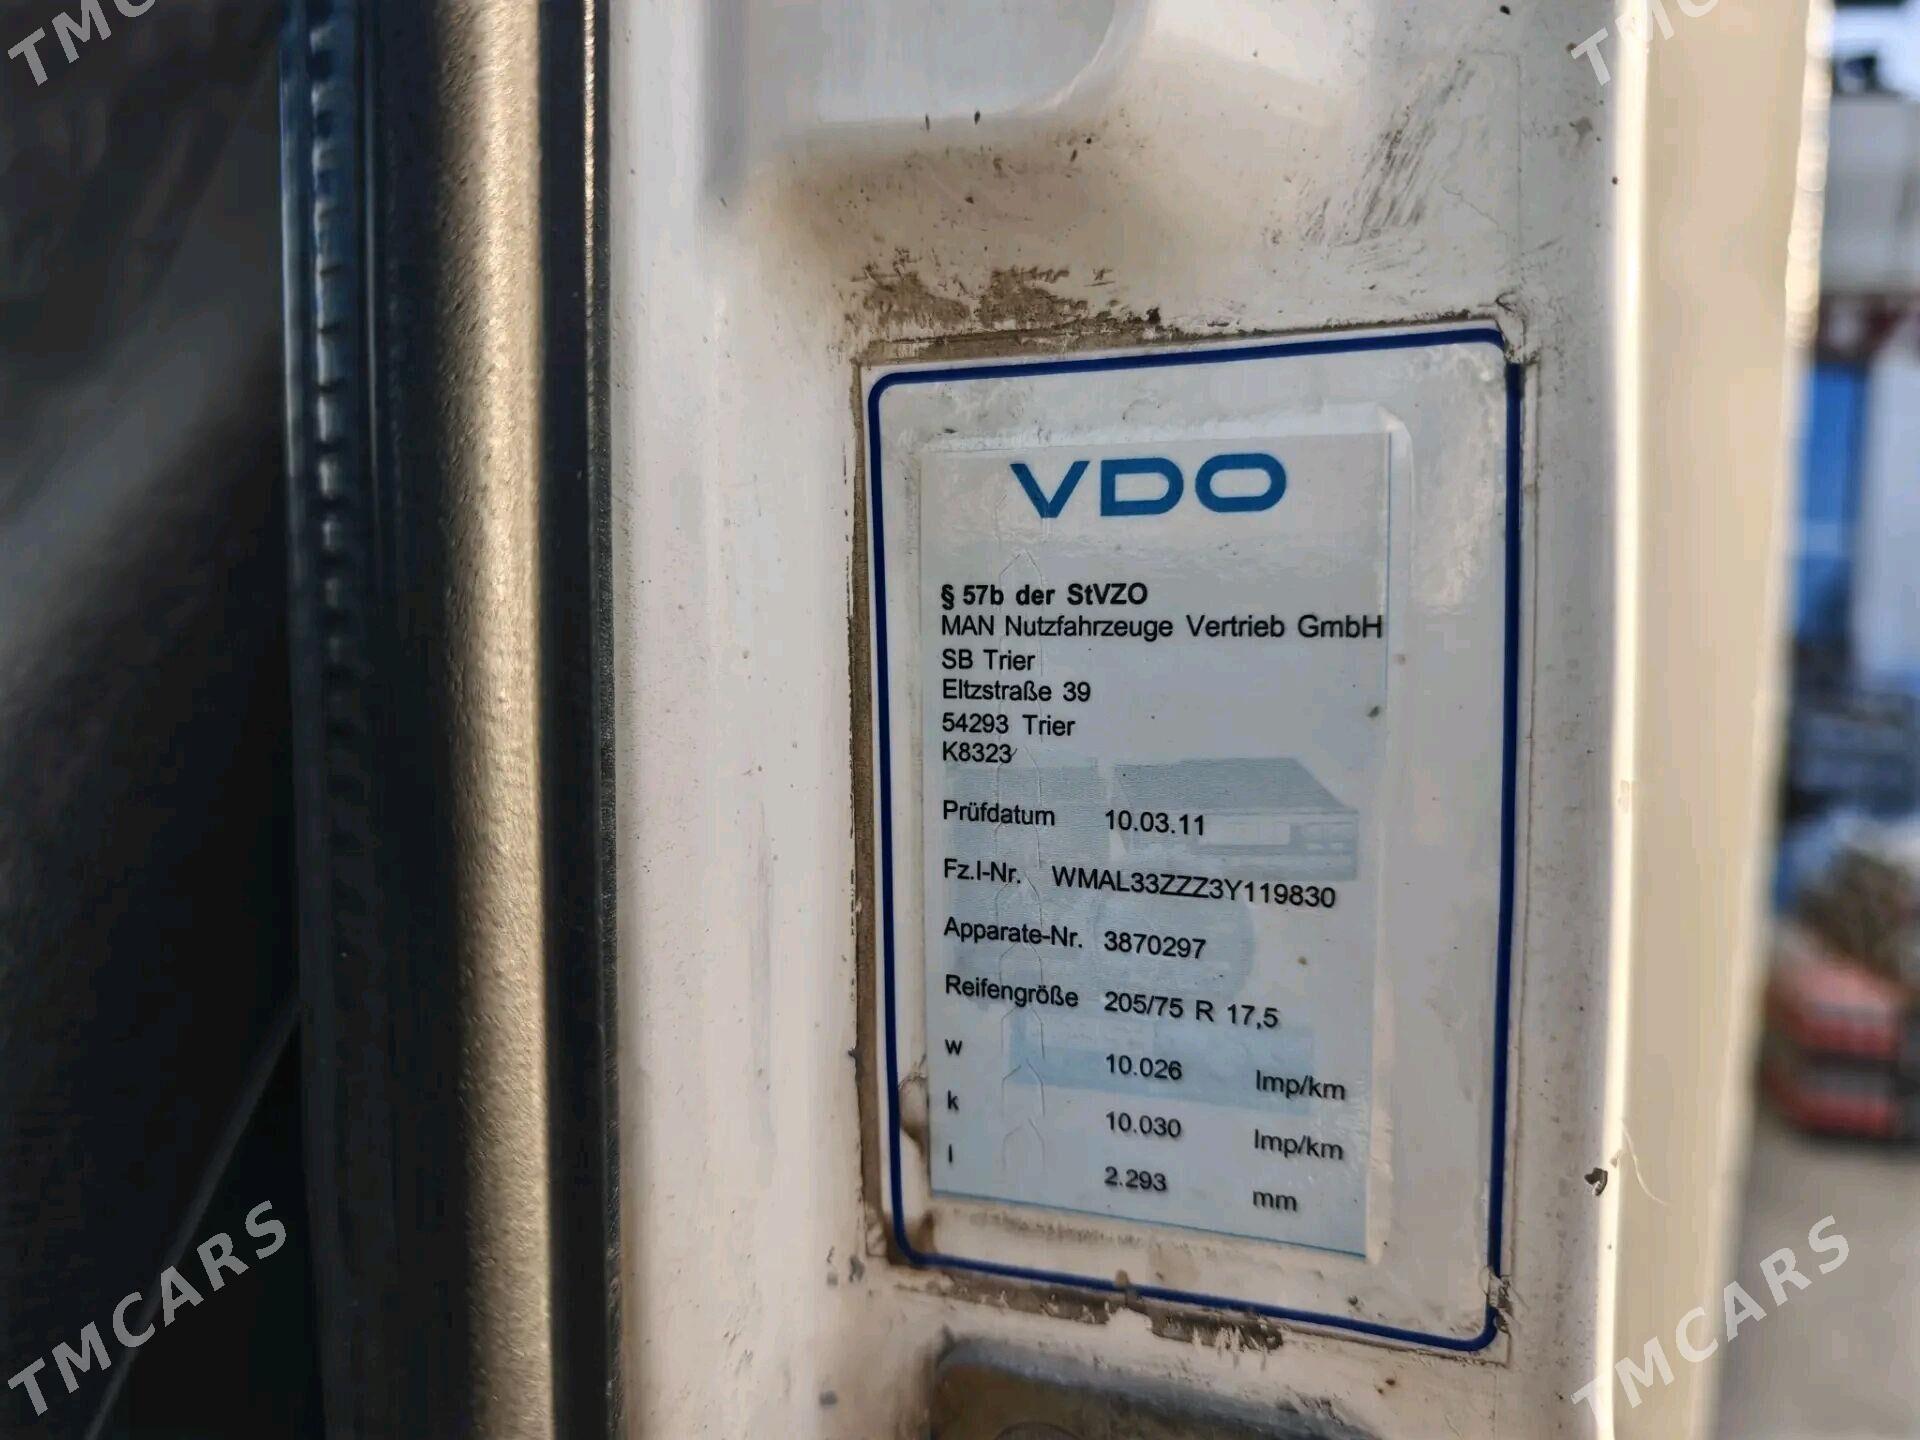 TMCARS
TMCARS
VDO
§ 57b der StVZO
MAN Nutzfahrzeuge Vertrieb GmbH
SB Trier
Eltzstraße 39
54293 Trier
K8323
Prüfdatum 10.03.11
Fz.I-Nr. WMAL33ZZZ3Y119830
Apparate-Nr. 3870297
Reifengröße 205/75 R 17,5
w 10.026 Imp/km
k 10.030 Imp/km
l 2.293 mm
TMCARS
TMCARS